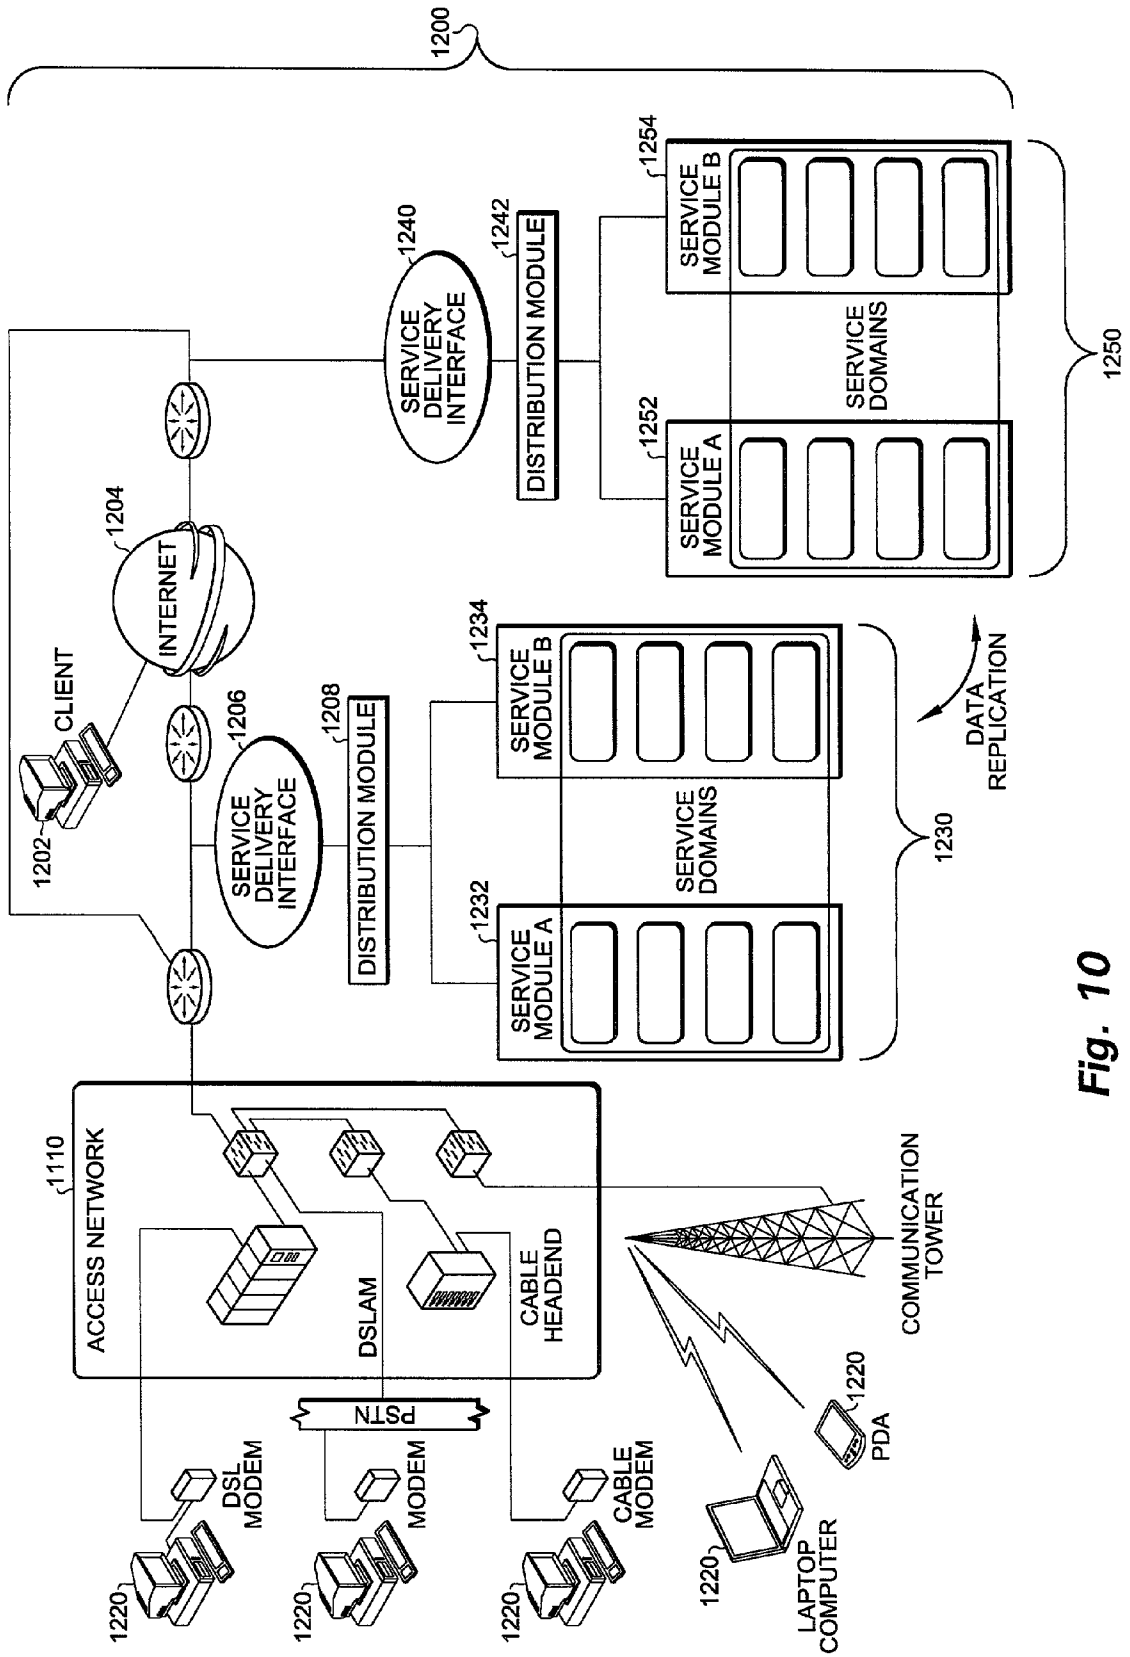 1200
1110
ACCESS NETWORK
DSLAM
CABLE
HEADEND
1220
DSL
MODEM
1220
MODEM
PSTN
1220
CABLE
MODEM
1220
LAPTOP
COMPUTER
1220
PDA
COMMUNICATION
TOWER
1202
CLIENT
1204
INTERNET
1206
SERVICE
DELIVERY
INTERFACE
1208
DISTRIBUTION MODULE
1232
SERVICE
MODULE A
1234
SERVICE
MODULE B
SERVICE
DOMAINS
1230
DATA
REPLICATION
1240
SERVICE
DELIVERY
INTERFACE
1242
DISTRIBUTION MODULE
1252
SERVICE
MODULE A
1254
SERVICE
MODULE B
SERVICE
DOMAINS
1250
Fig. 10